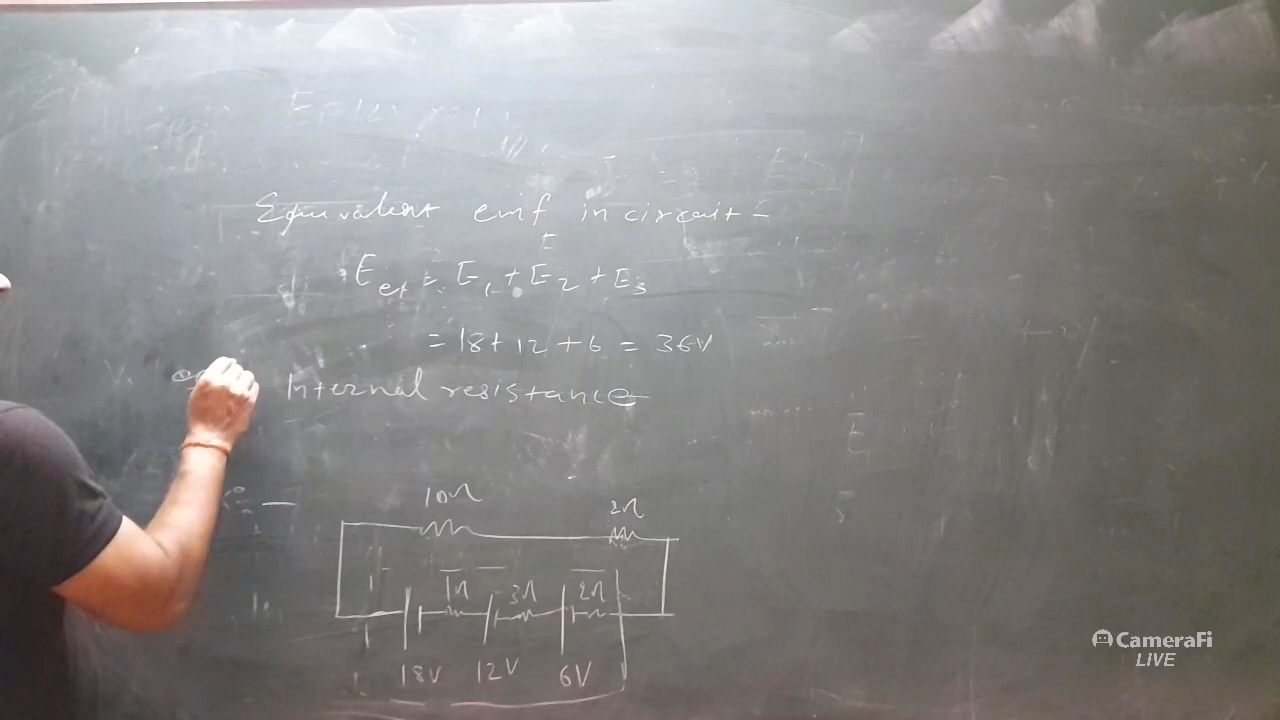 Equivalent emf in circuit -
E
Eeq = E1 + E2 + E3
= 18 + 12 + 6 = 36V
Internal resistance
10Ω
2Ω
1Ω 3Ω 2Ω
18V 12V 6V
CameraFi
LIVE